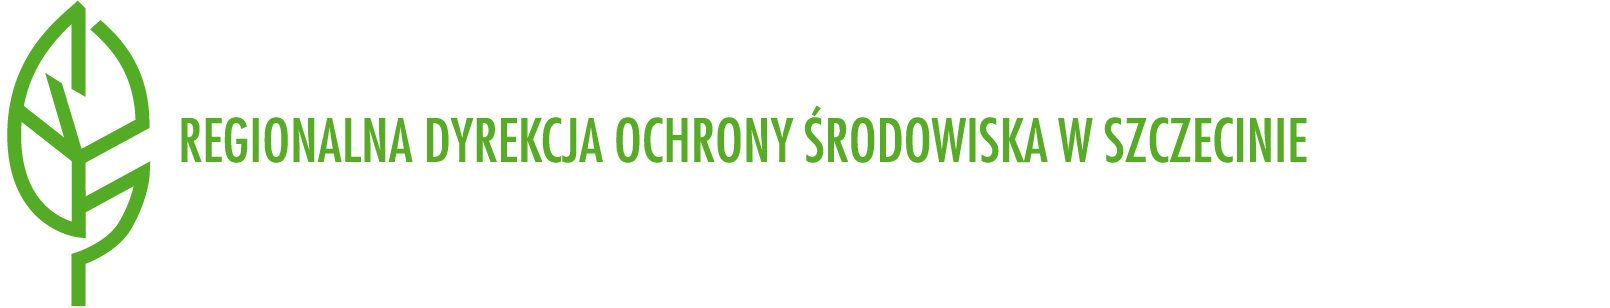 REGIONALNA DYREKCJA OCHRONY ŚRODOWISKA W SZCZECINIE